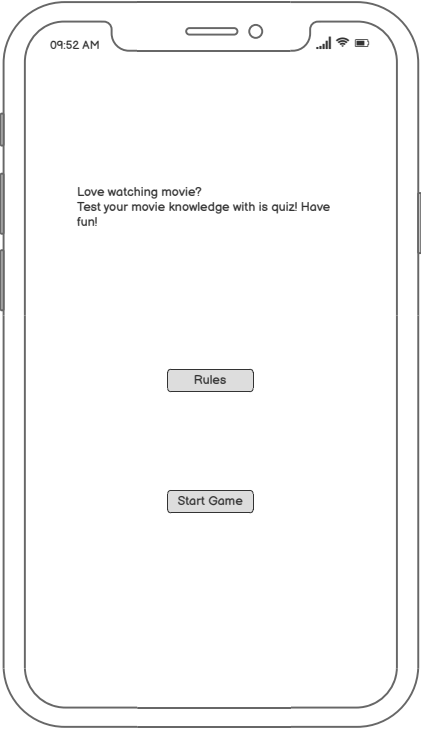 09:52 AM
Love watching movie?
Test your movie knowledge with is quiz! Have
fun!
Rules
Start Game